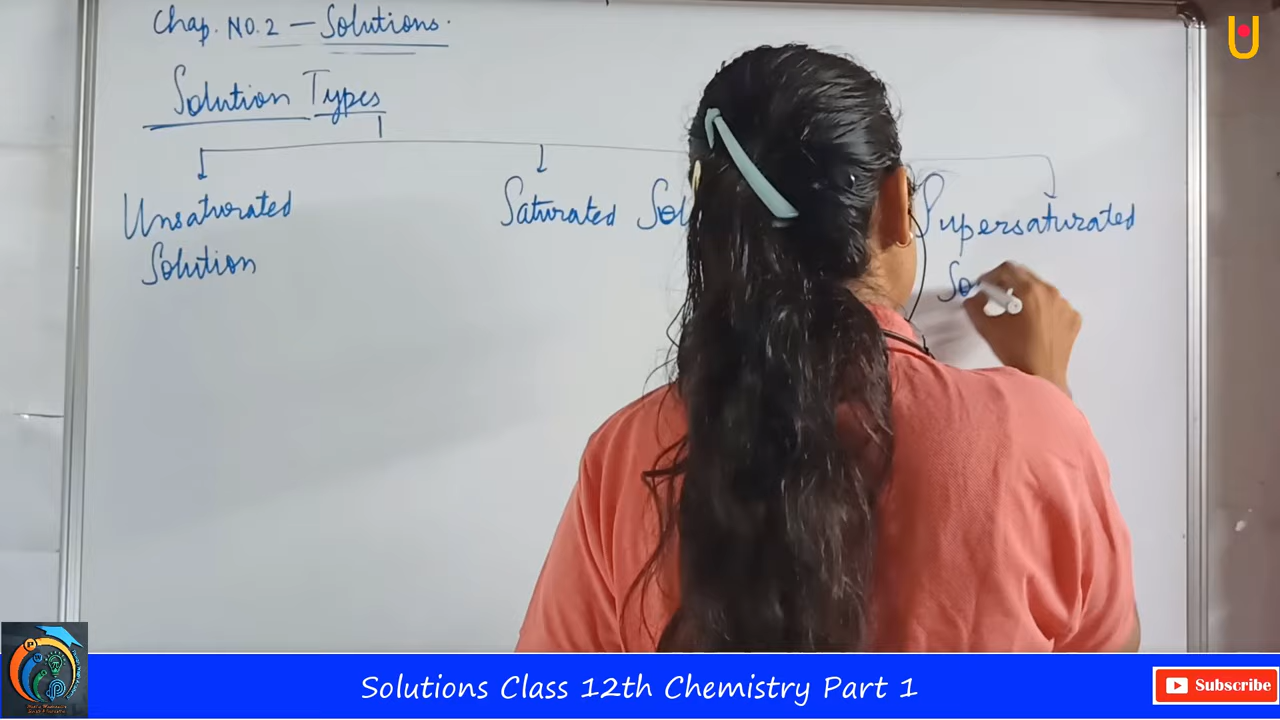 Chap. No. 2 – Solutions.
Solution Types
Unsaturated
Solution
Saturated Sol
Supersaturated
So
Solutions Class 12th Chemistry Part 1
Subscribe